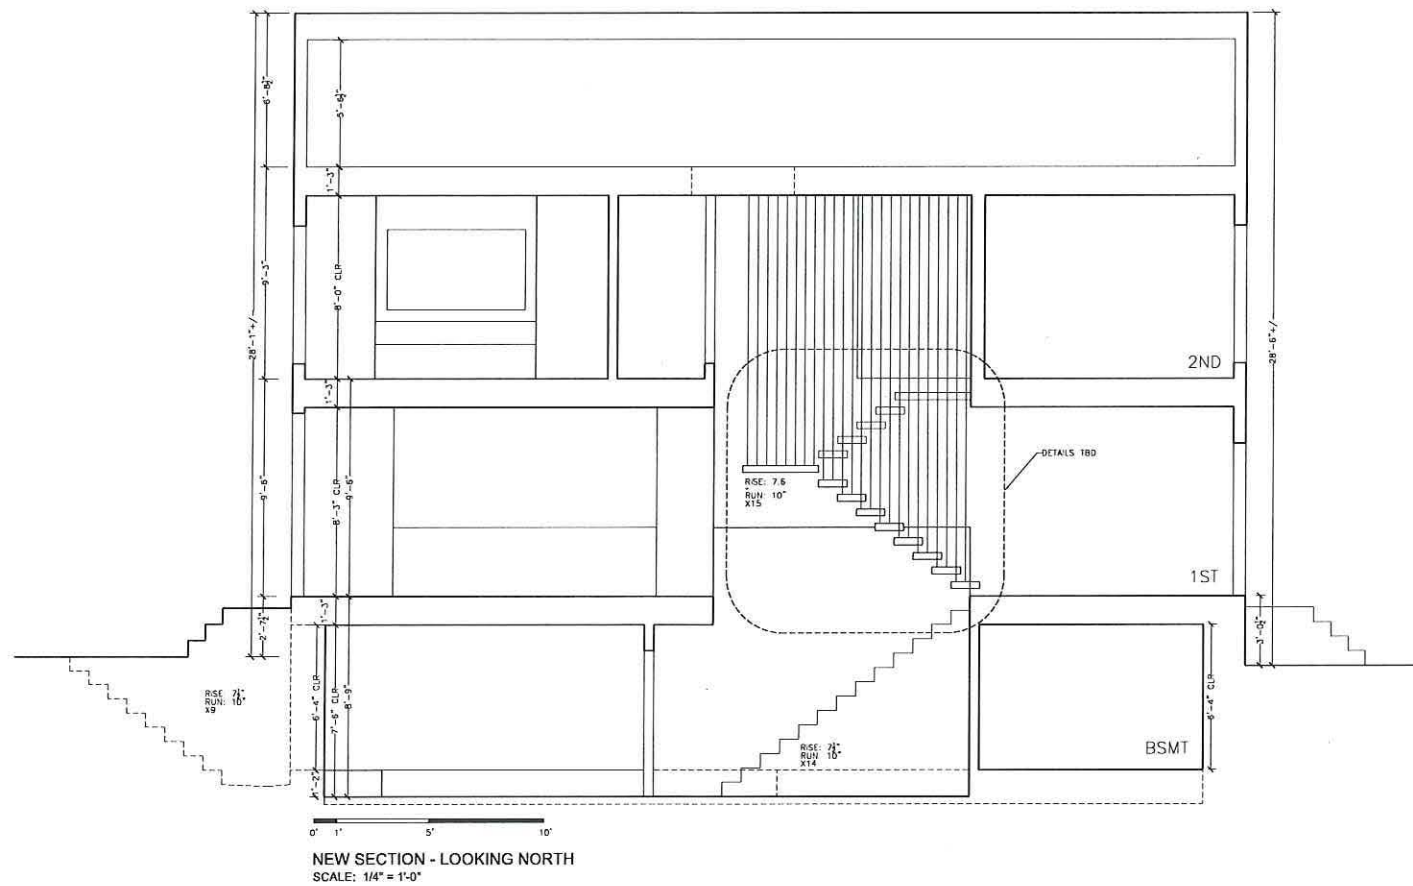 6'-8½"
5'-6½"
1'-3"
9'-3"
8'-0" CLR
28'-1"+/
28'-6"+/
2ND
1'-3"
DETAILS TBD
RISE: 7.6
RUN: 10"
X15
9'-6"
8'-3" CLR
9'-6"
1ST
1'-3"
2'-7½"
3'-0½"
RISE 7½"
RUN: 10"
X9
6'-4" CLR
7'-6" CLR
8'-9"
6'-4" CLR
BSMT
RISE: 7½"
RUN 10"
X14
1'-2"
0' 1' 5' 10'
NEW SECTION - LOOKING NORTH
SCALE: 1/4" = 1'-0"